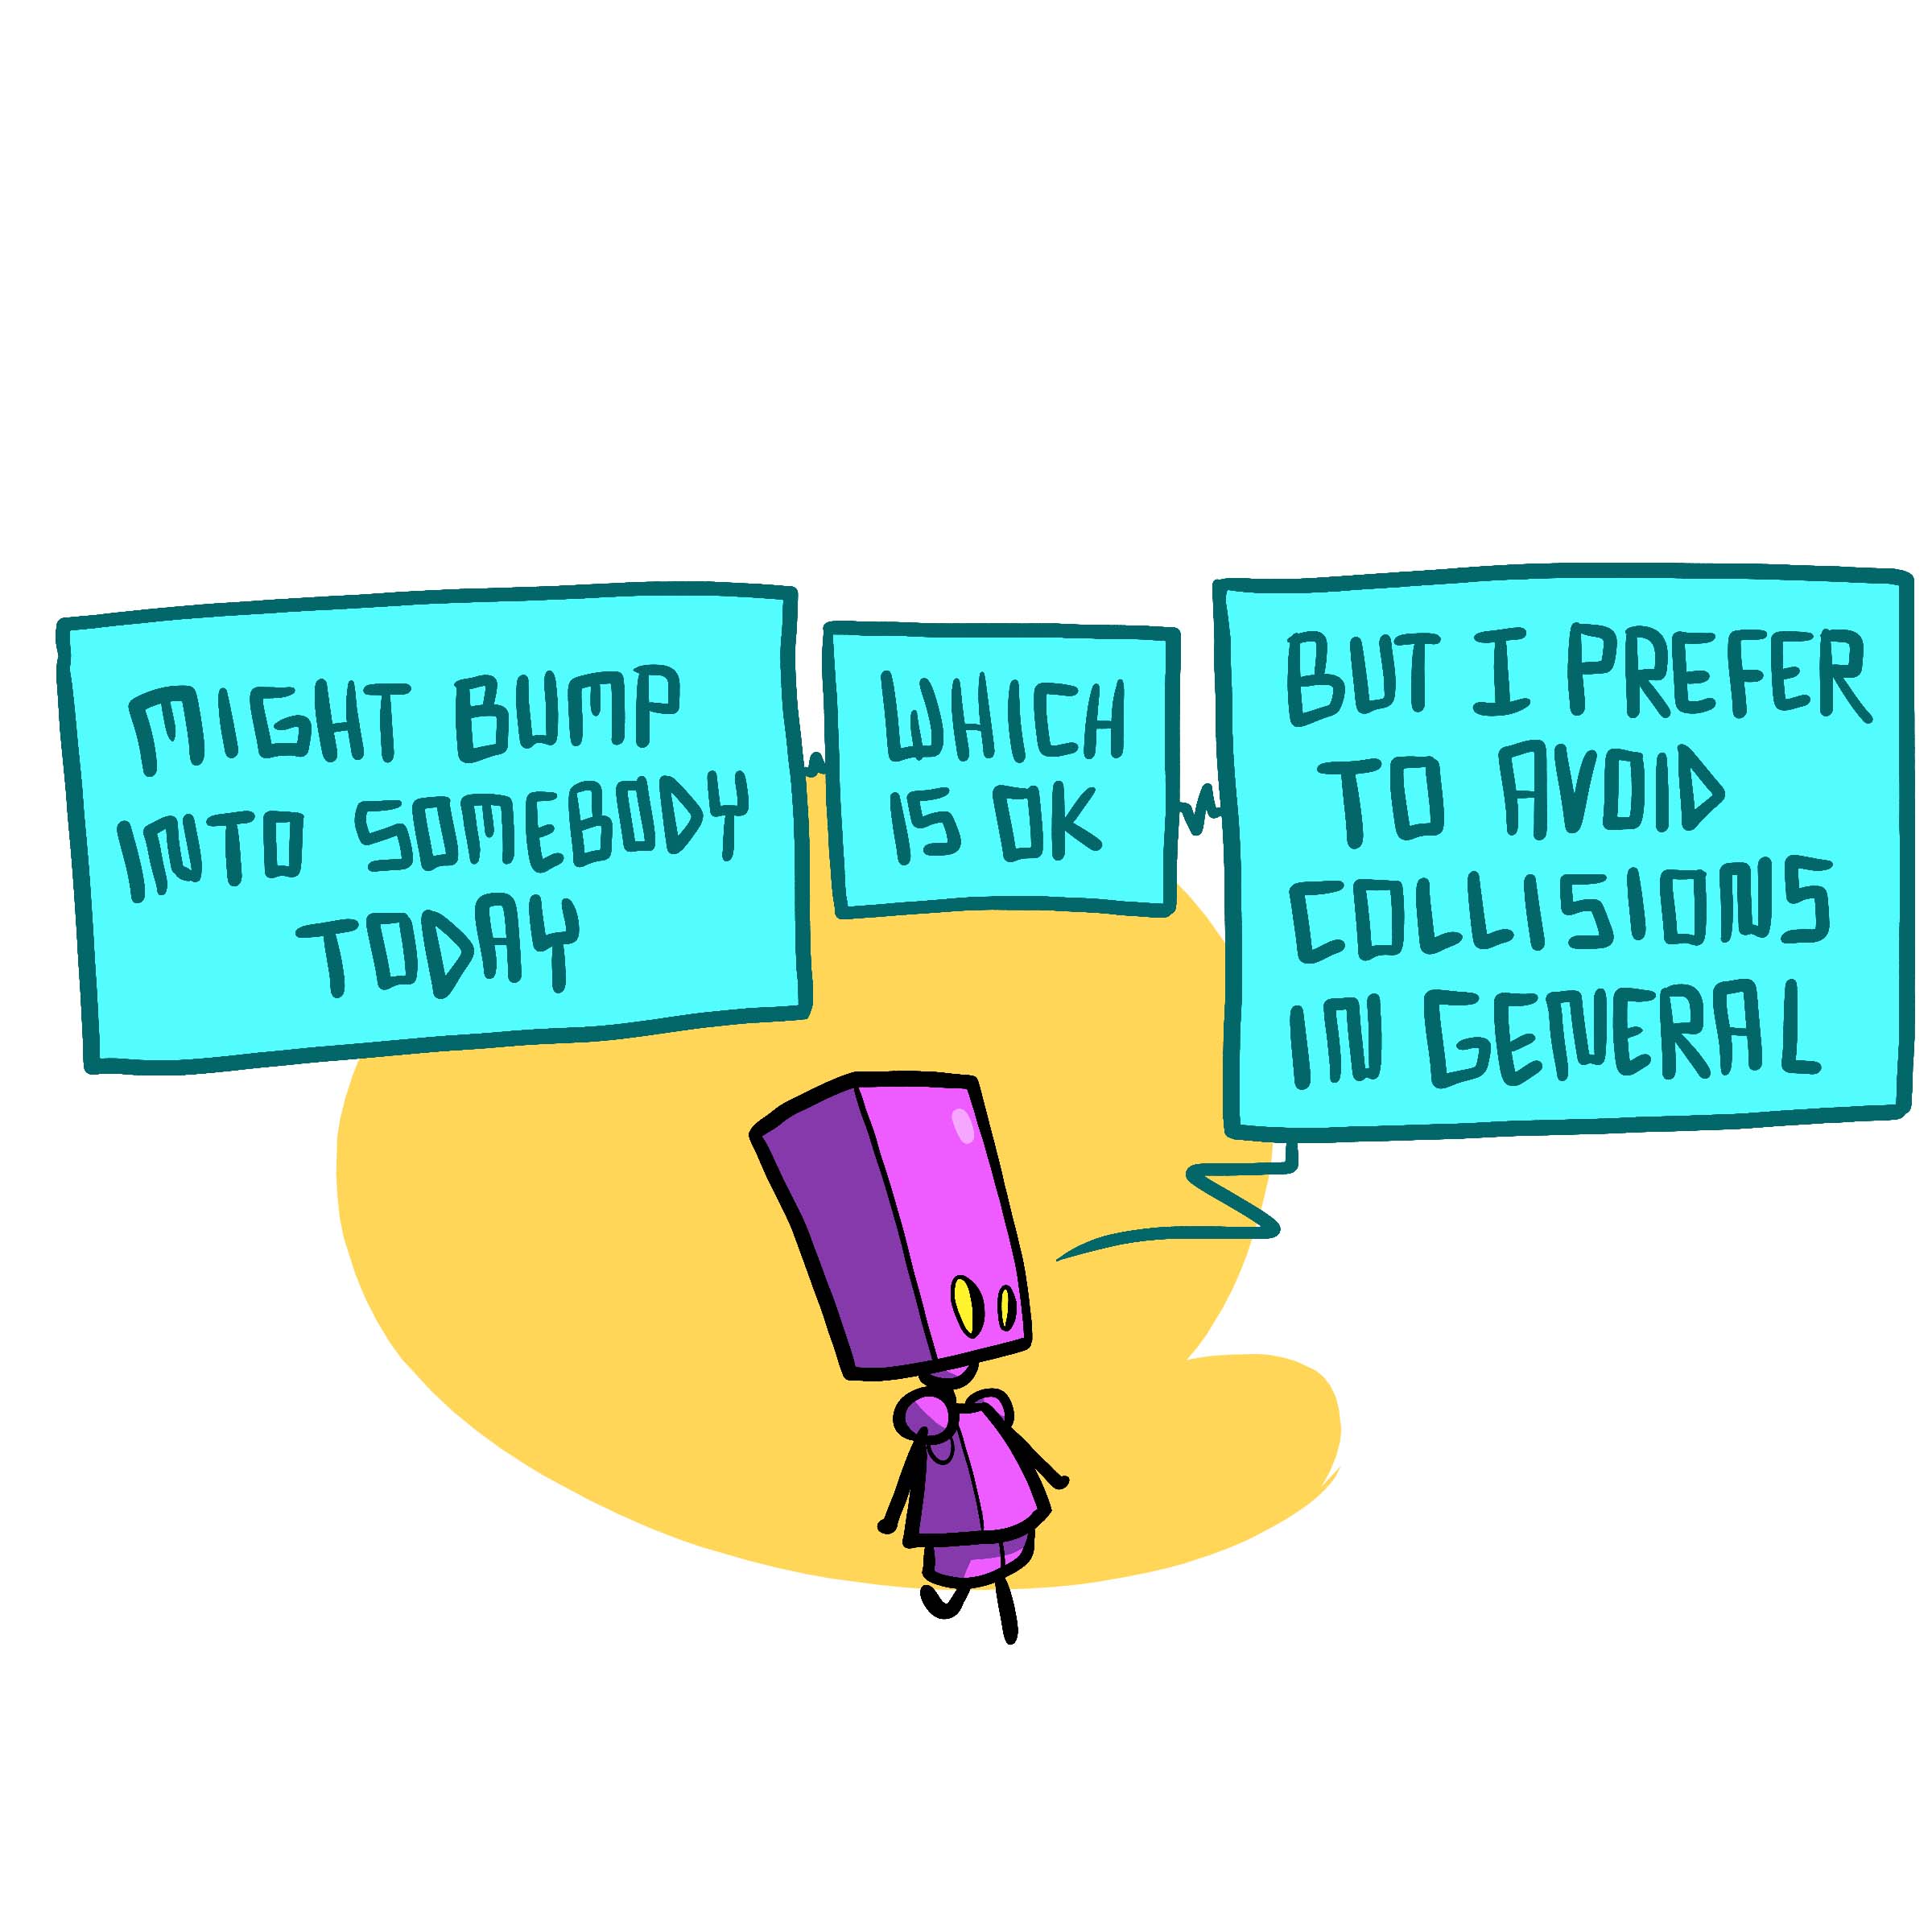 MIGHT BUMP
INTO SOMEBODY
TODAY
WHICH
IS OK
BUT I PREFER
TO AVOID
COLLISIONS
IN GENERAL